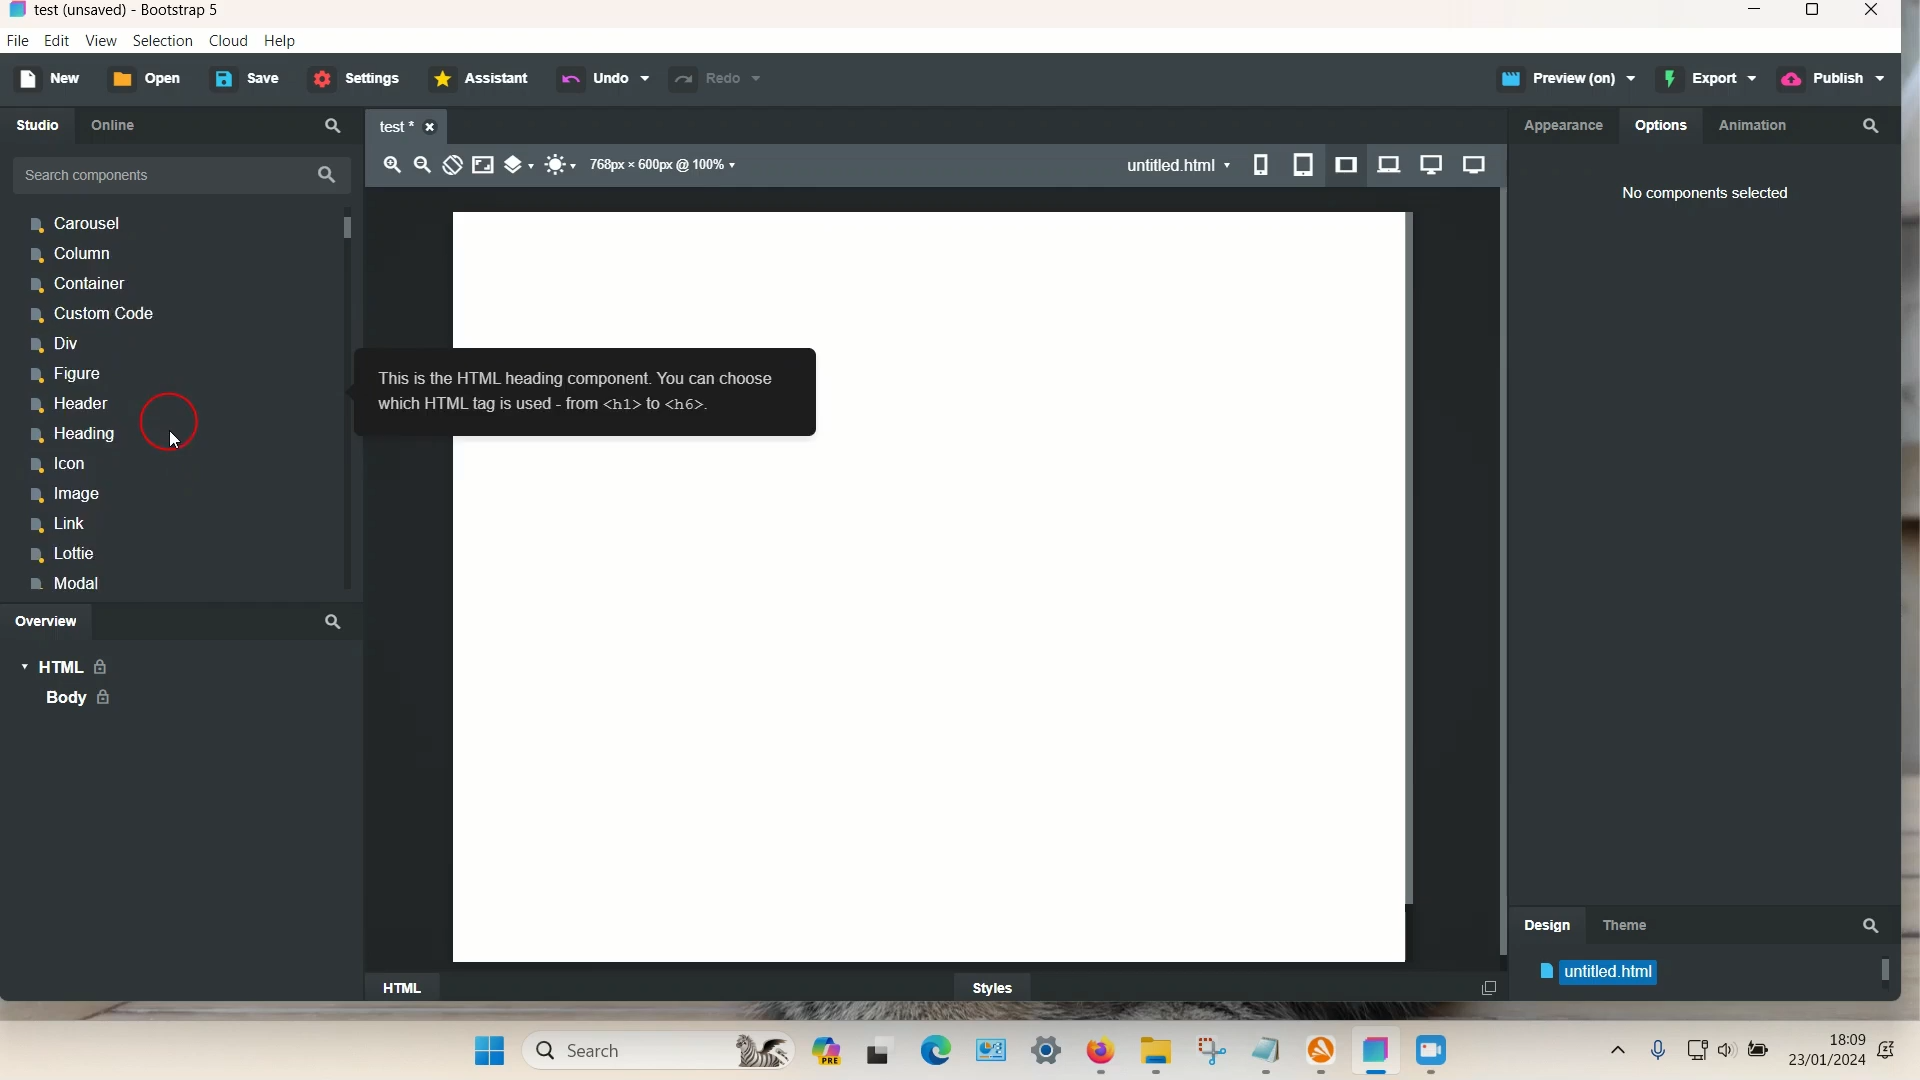 test (unsaved) - Bootstrap 5
File Edit View Selection Cloud Help
New Open Save Settings Assistant Undo Redo Preview (on) Export Publish
Studio Online test * Appearance Options Animation
Search components 768px × 600px @ 100% untitled.html
No components selected
Carousel
Column
Container
Custom Code
Div
Figure
Header
Heading
Icon
Image
Link
Lottie
Modal
This is the HTML heading component. You can choose
which HTML tag is used - from <h1> to <h6>.
Overview
HTML
Body
Design Theme
untitled.html
HTML Styles
Search PRE
18:09
23/01/2024